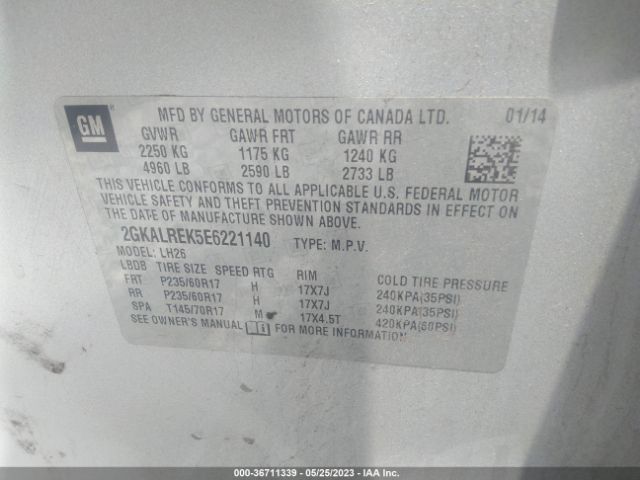 GM
MFD BY GENERAL MOTORS OF CANADA LTD. 01/14
GVWR GAWR FRT GAWR RR
2250 KG 1175 KG 1240 KG
4960 LB 2590 LB 2733 LB
THIS VEHICLE CONFORMS TO ALL APPLICABLE U.S. FEDERAL MOTOR
VEHICLE SAFETY AND THEFT PREVENTION STANDARDS IN EFFECT ON
THE DATE OF MANUFACTURE SHOWN ABOVE.
2GKALREK5E6221140 TYPE: M.P.V.
MODEL: LH26
LBDB TIRE SIZE SPEED RTG RIM COLD TIRE PRESSURE
FRT P235/60R17 H 17X7J 240KPA(35PSI)
RR P235/60R17 H 17X7J 240KPA(35PSI)
SPA T145/70R17 M 17X4.5T 420KPA(60PSI)
SEE OWNER'S MANUAL FOR MORE INFORMATION
000-36711339 - 05/25/2023 - IAA Inc.